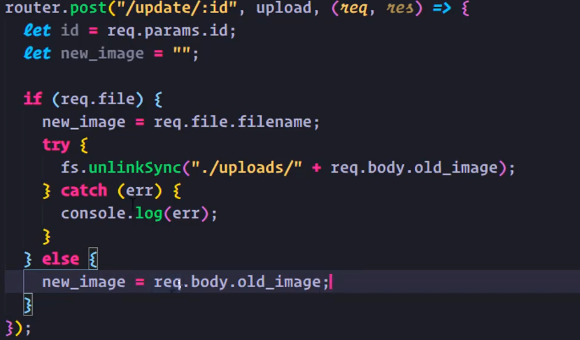 router.post("/update/:id", upload, (req, res) => {
let id = req.params.id;
let new_image = "";
if (req.file) {
new_image = req.file.filename;
try {
fs.unlinkSync("./uploads/" + req.body.old_image);
} catch (err) {
console.log(err);
}
} else {
new_image = req.body.old_image;
}
});